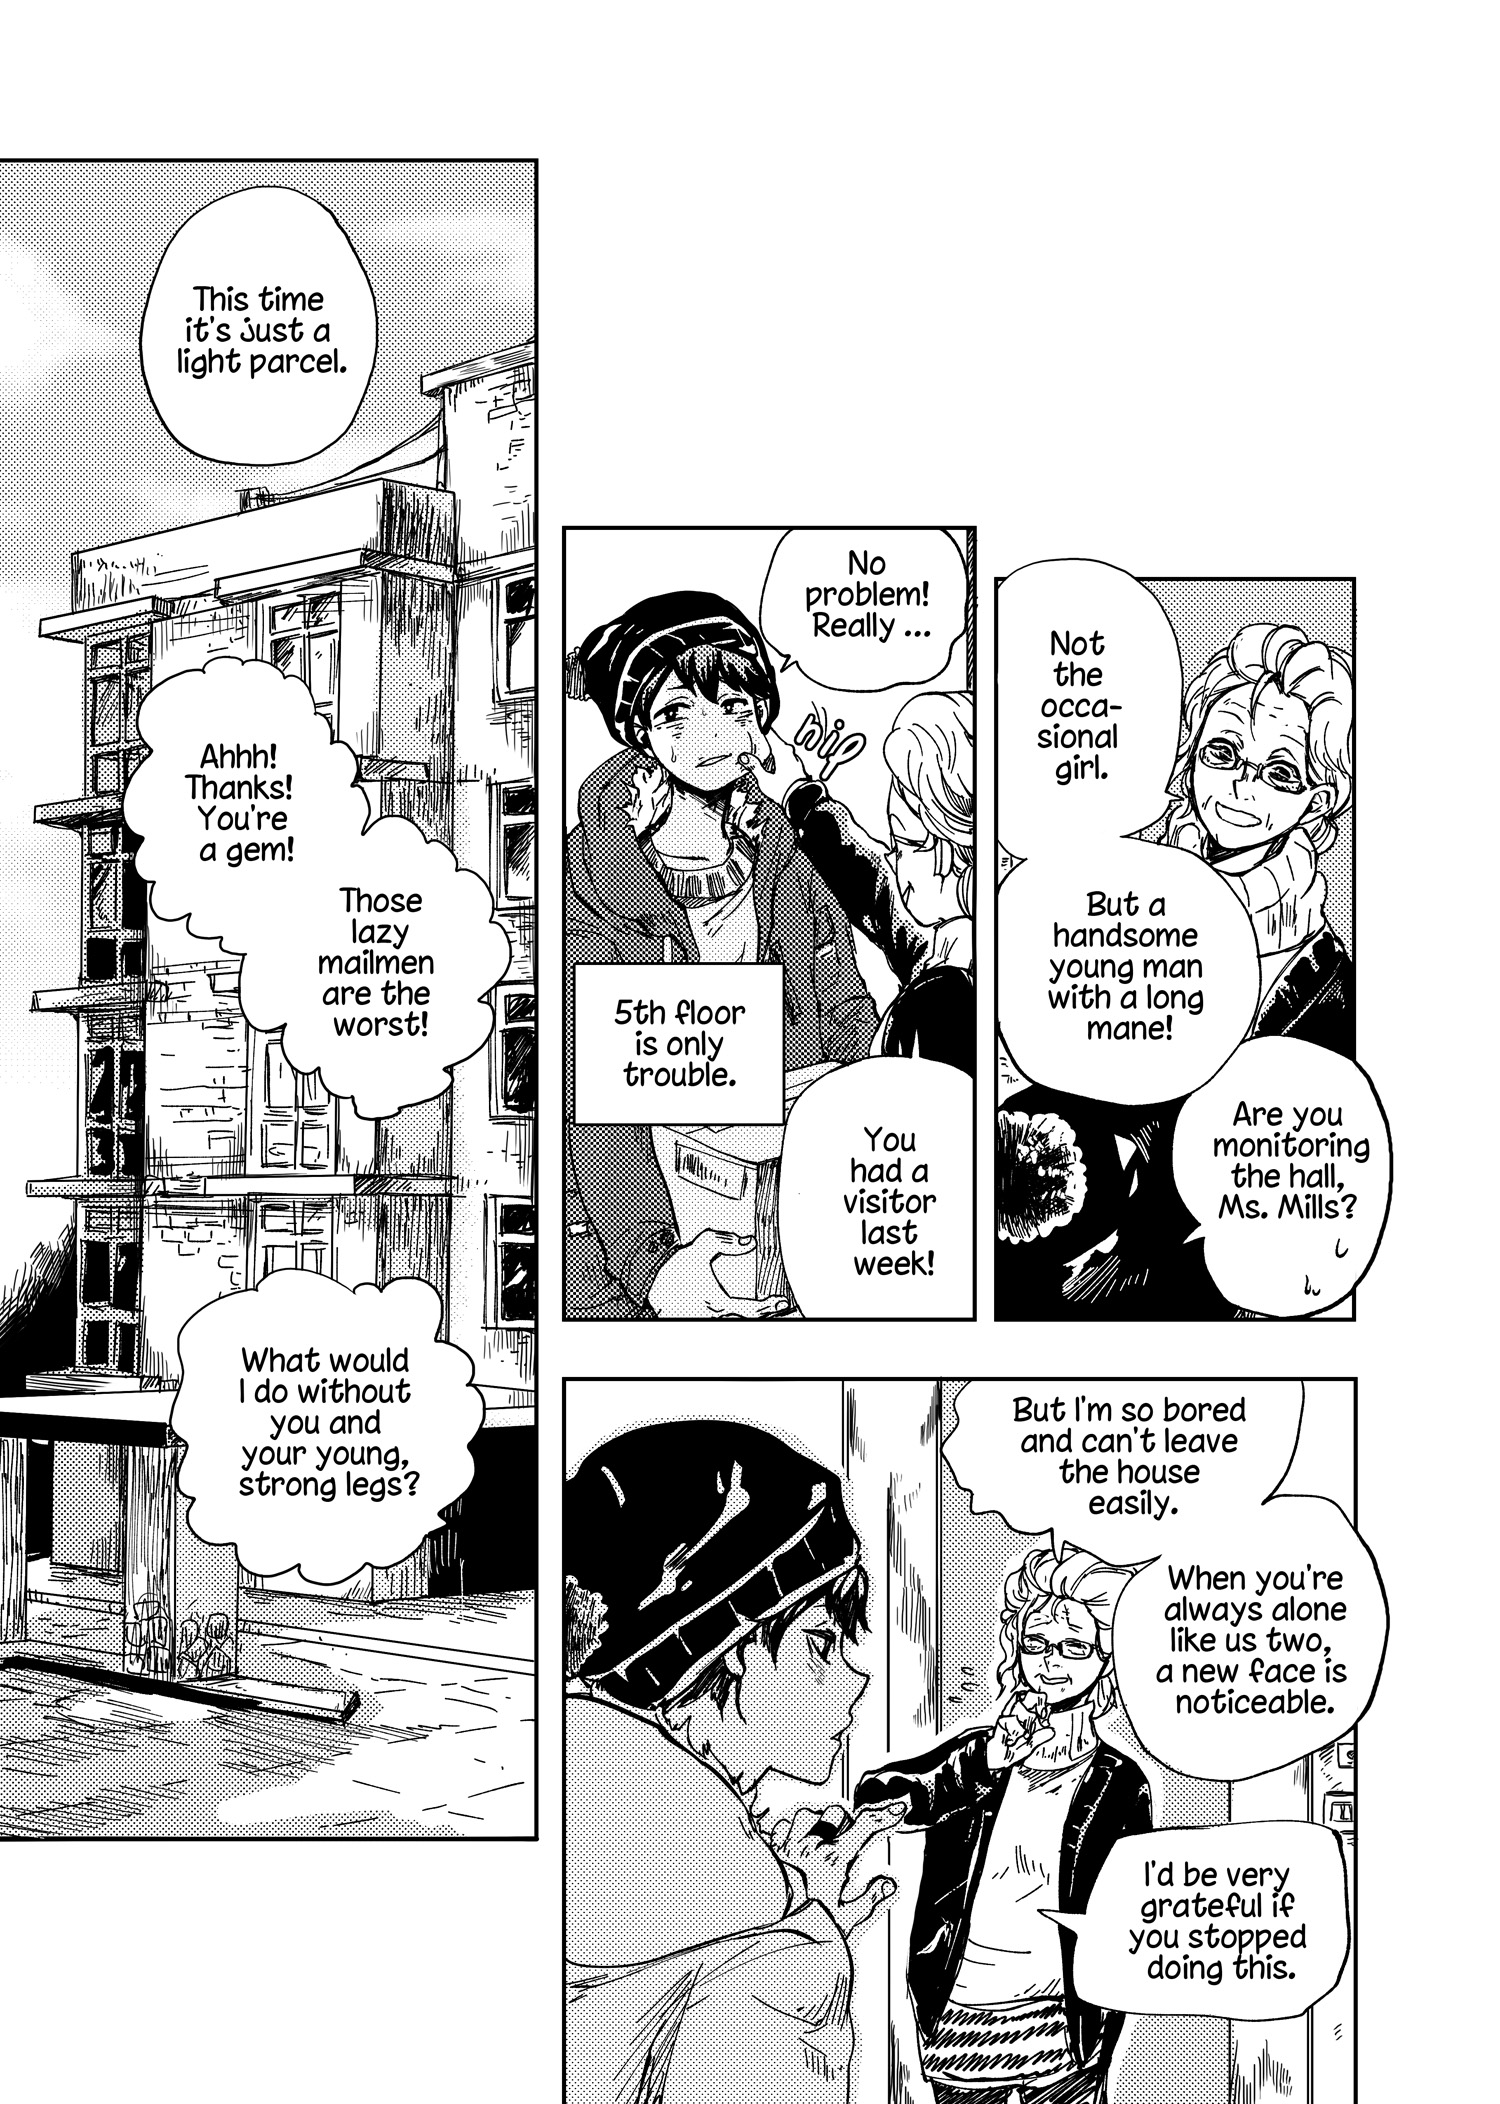 This time
it's just a
light parcel.
Ahhh!
Thanks!
You're
a gem!
Those
lazy
mailmen
are the
worst!
What would
I do without
you and
your young,
strong legs?
No
problem!
Really ...
nip
5th floor
is only
trouble.
You
had a
visitor
last
week!
Not
the
occa-
sional
girl.
But a
handsome
young man
with a long
mane!
Are you
monitoring
the hall,
Ms. Mills?
But I'm so bored
and can't leave
the house
easily.
When you're
always alone
like us two,
a new face is
noticeable.
I'd be very
grateful if
you stopped
doing this.